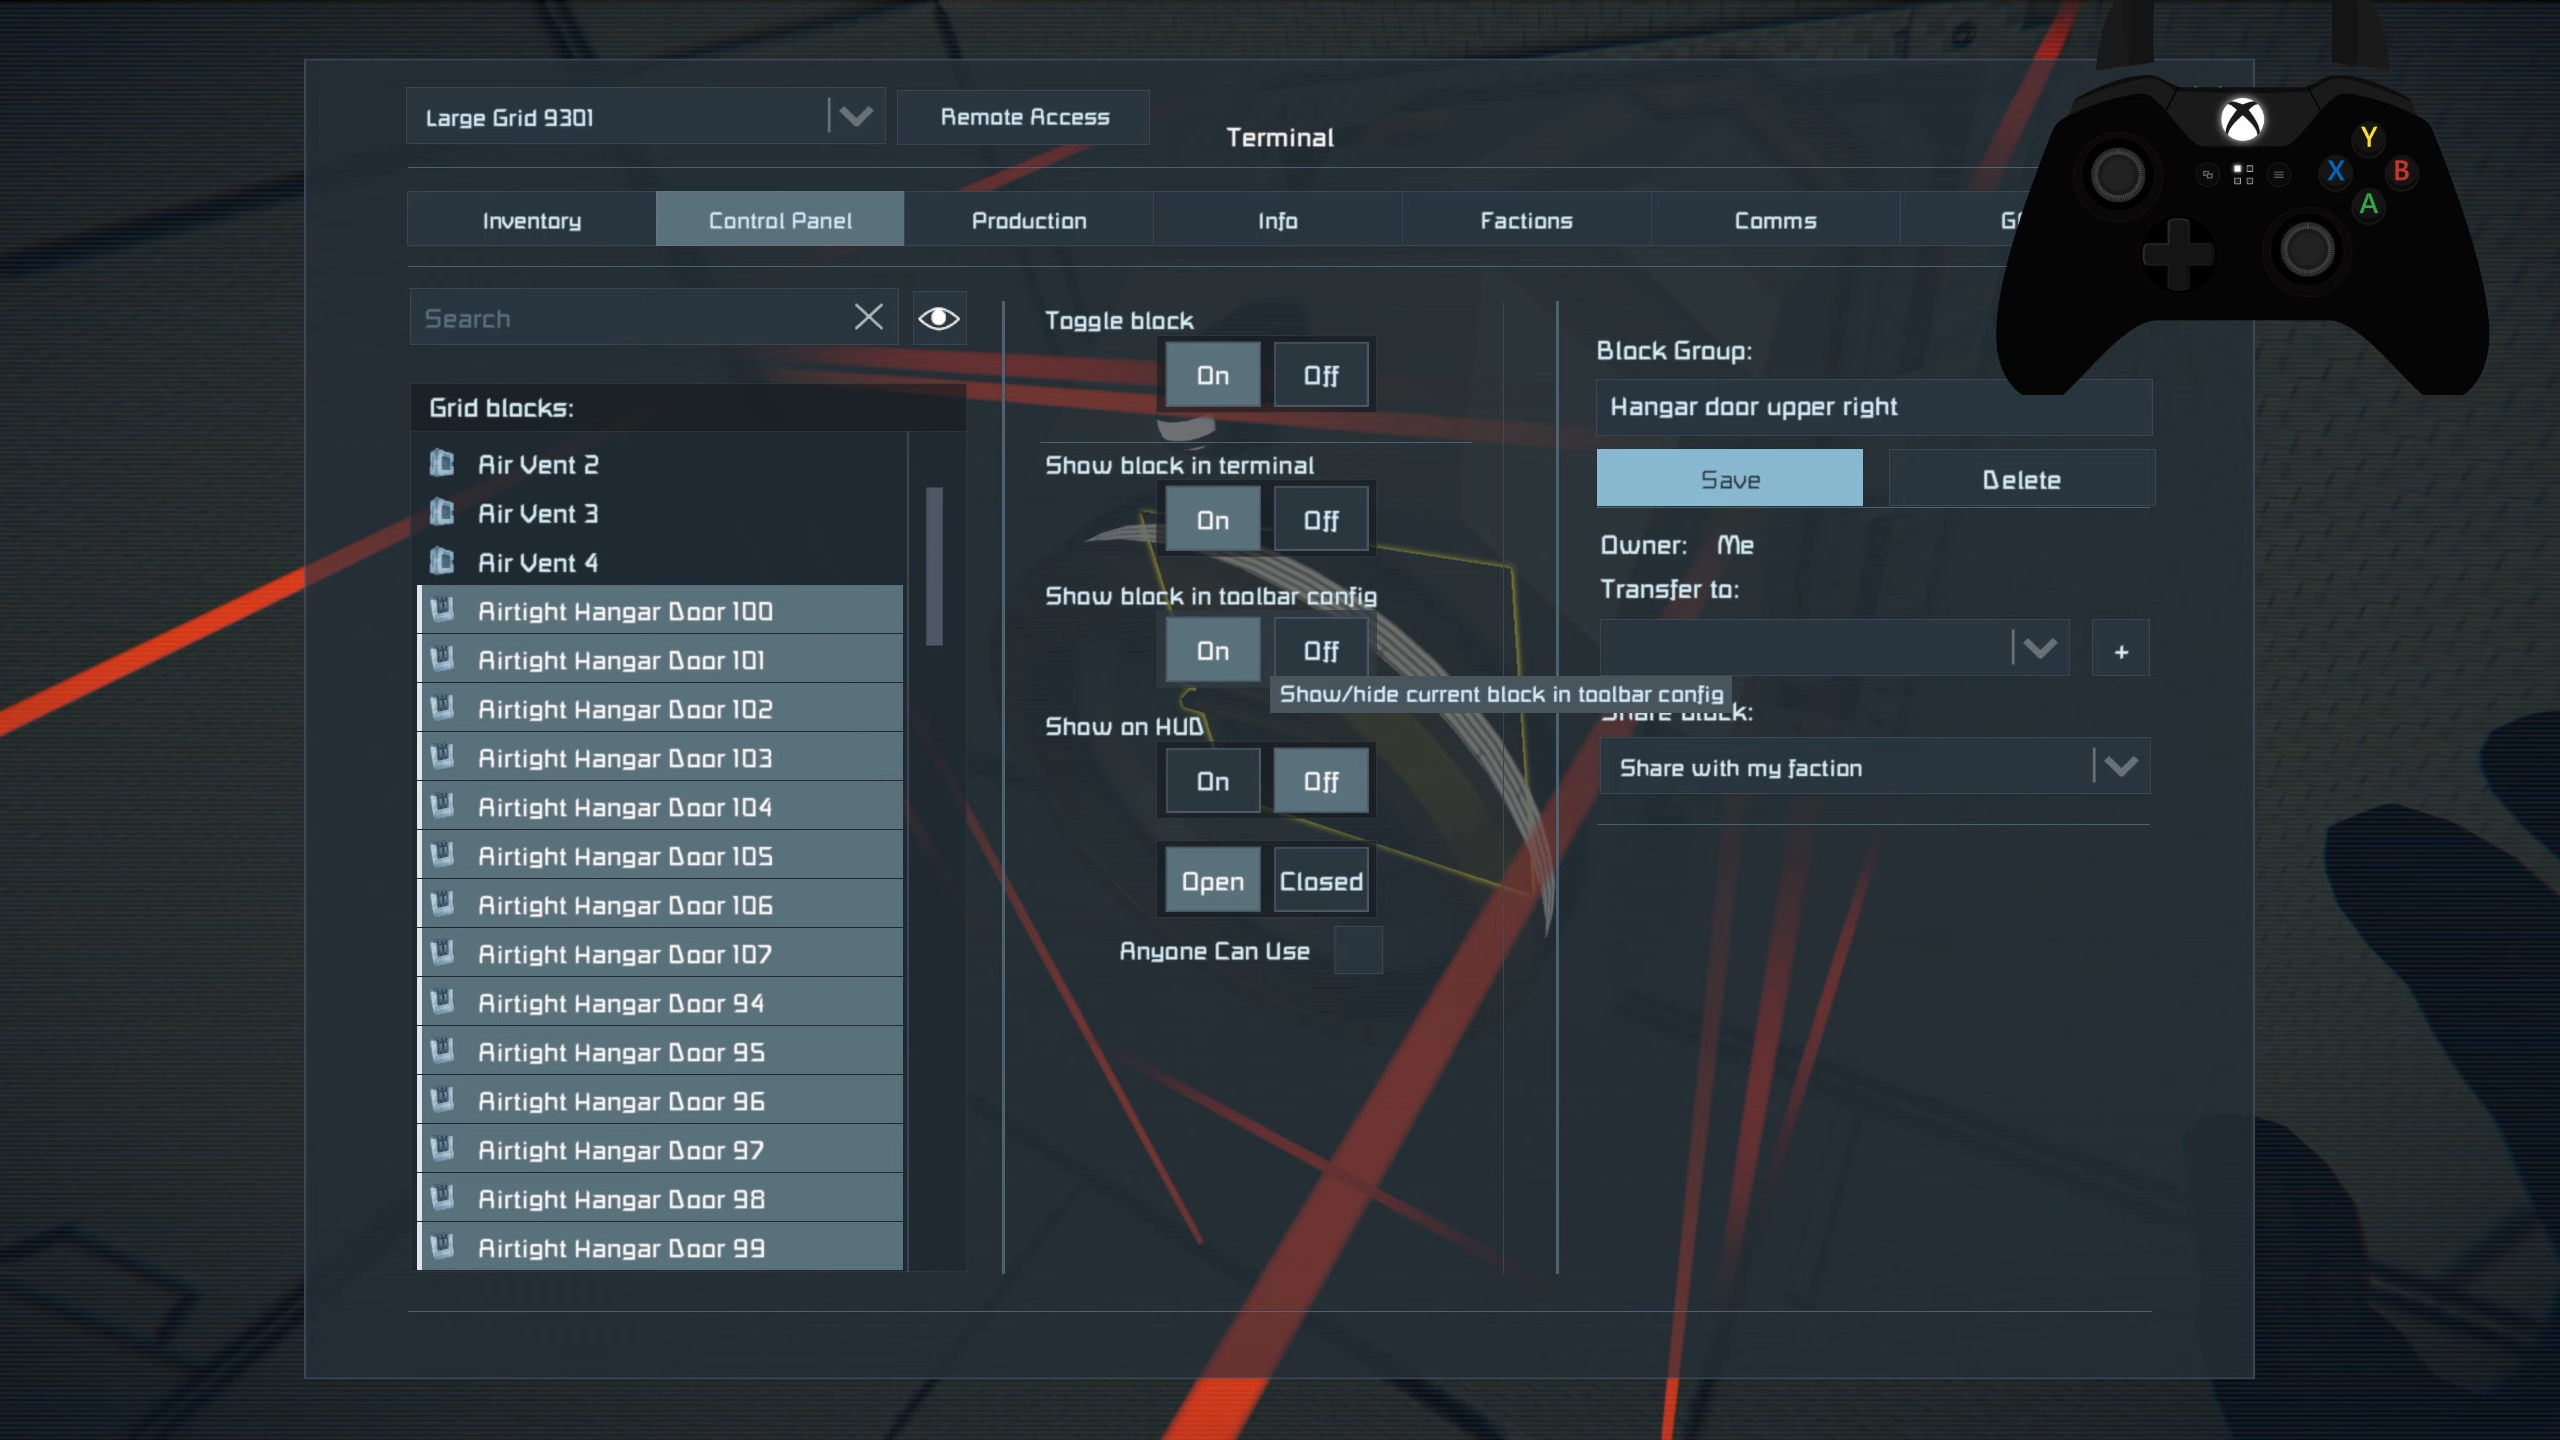 Large Grid 9301
Remote Access
Terminal
Inventory
Control Panel
Production
Info
Factions
Comms
Search
Grid blocks:
Air Vent 2
Air Vent 3
Air Vent 4
Airtight Hangar Door 100
Airtight Hangar Door 101
Airtight Hangar Door 102
Airtight Hangar Door 103
Airtight Hangar Door 104
Airtight Hangar Door 105
Airtight Hangar Door 106
Airtight Hangar Door 107
Airtight Hangar Door 94
Airtight Hangar Door 95
Airtight Hangar Door 96
Airtight Hangar Door 97
Airtight Hangar Door 98
Airtight Hangar Door 99
Toggle block
On Off
Show block in terminal
On Off
Show block in toolbar config
On Off
Show/hide current block in toolbar config
Show on HUD
On Off
Open Closed
Anyone Can Use
Block Group:
Hangar door upper right
Save Delete
Owner: Me
Transfer to:
+
Share block:
Share with my faction
Y
X
B
A